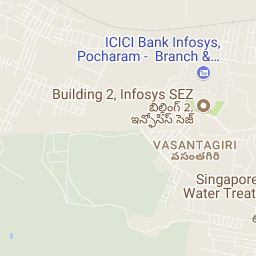 ICICI Bank Infosys,
Pocharam - Branch &...
Building 2, Infosys SEZ
బిల్డింగ్ 2,
ఇన్ఫోసిస్ సెజ్
VASANTAGIRI
వసంతగిరి
Singapore
Water Treat